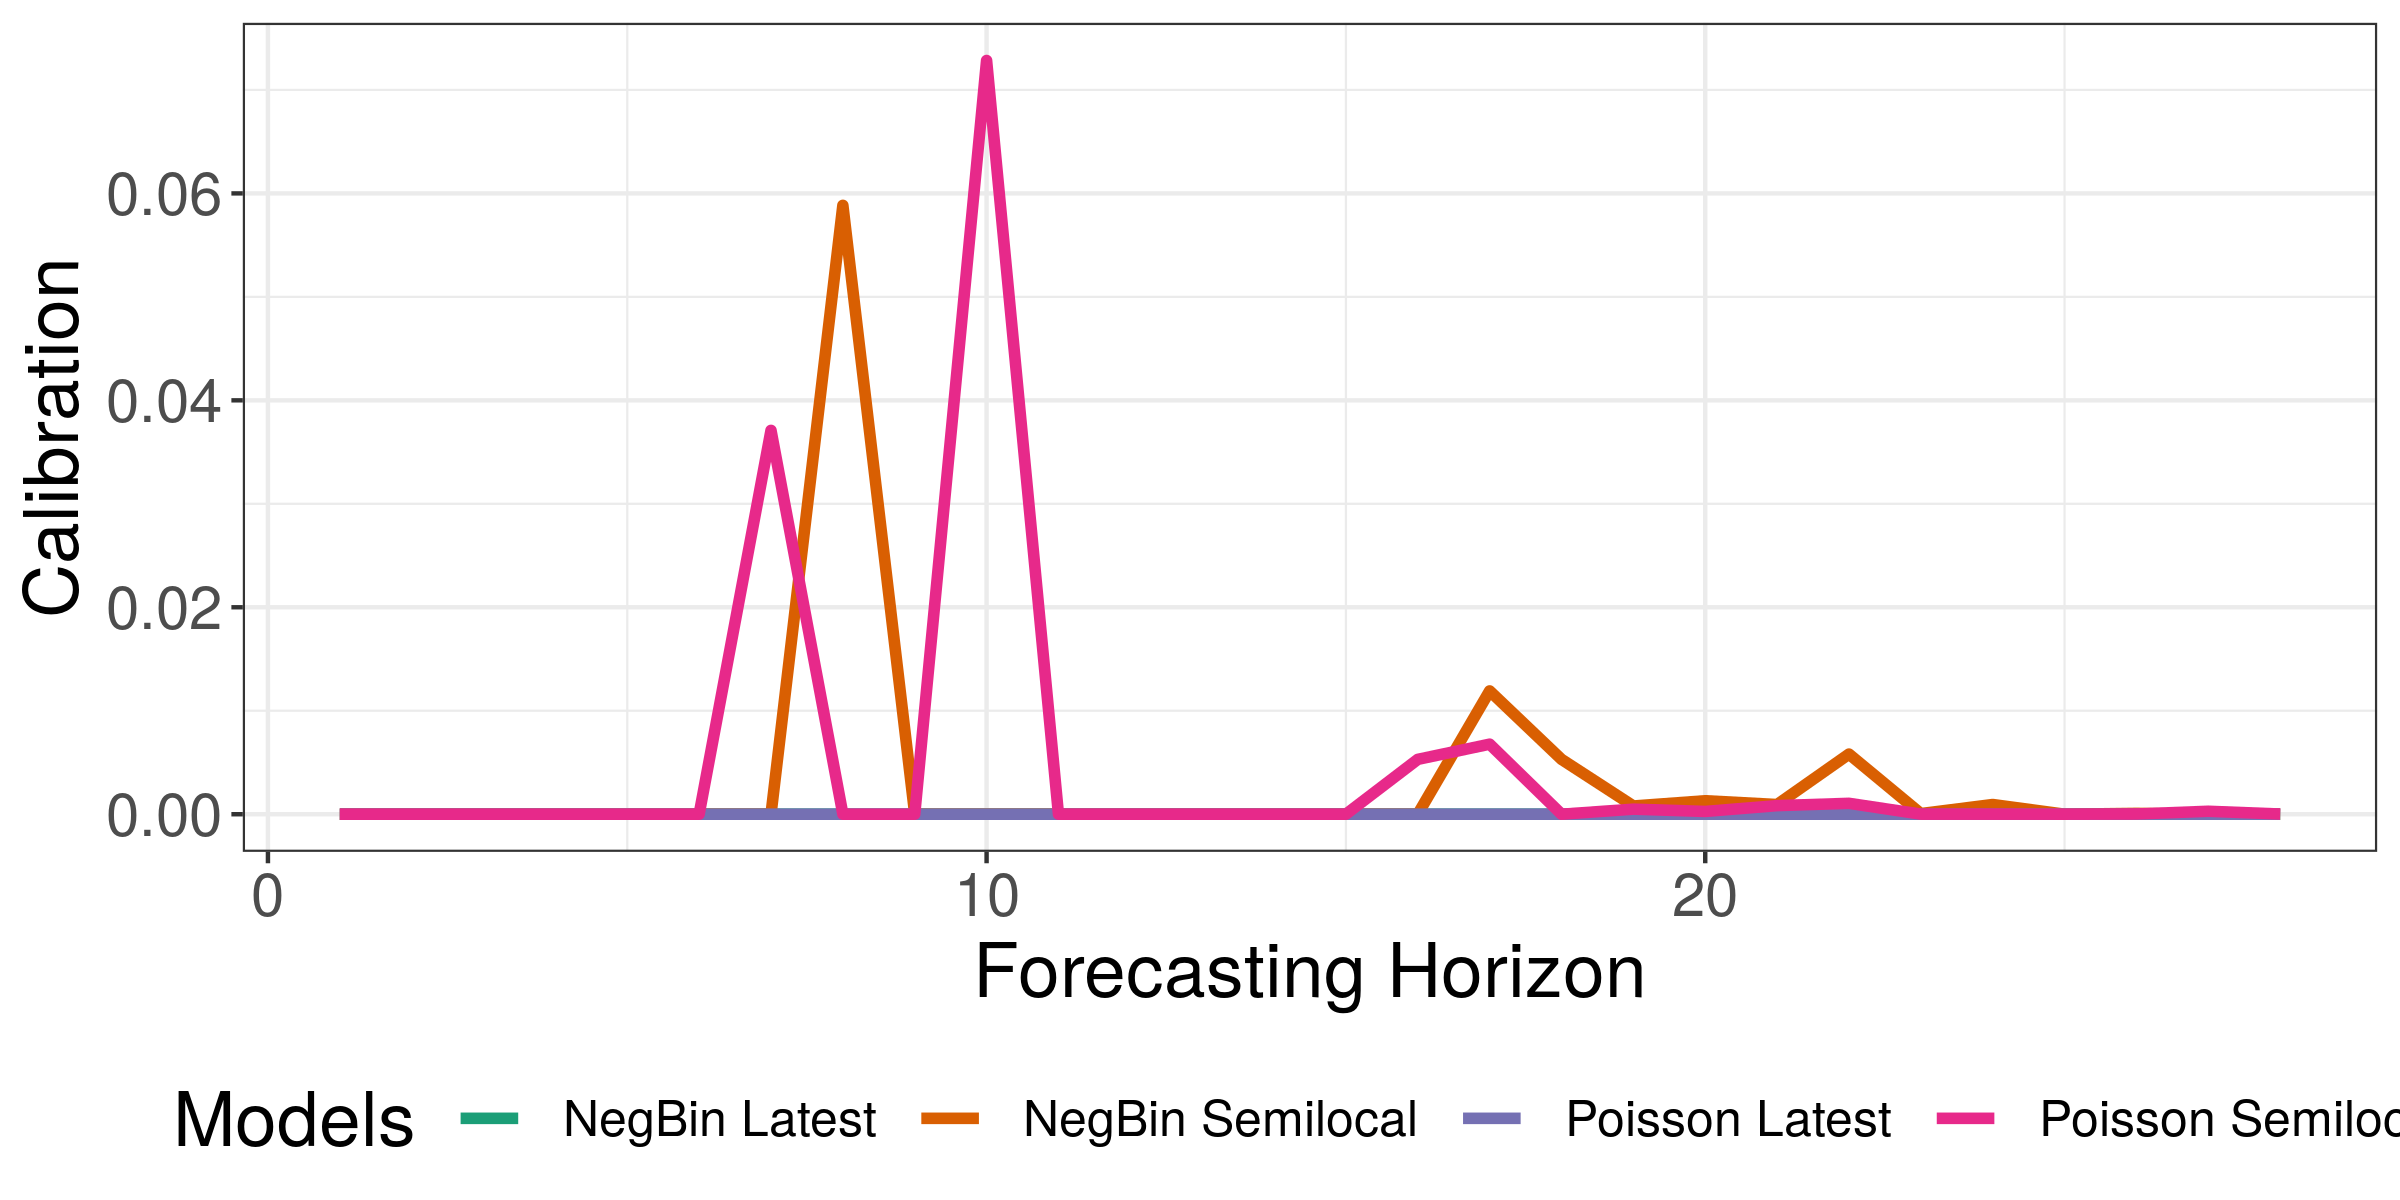 Calibration
0.06
0.04
0.02
0.00
0 10 20
Forecasting Horizon
Models NegBin Latest NegBin Semilocal Poisson Latest Poisson